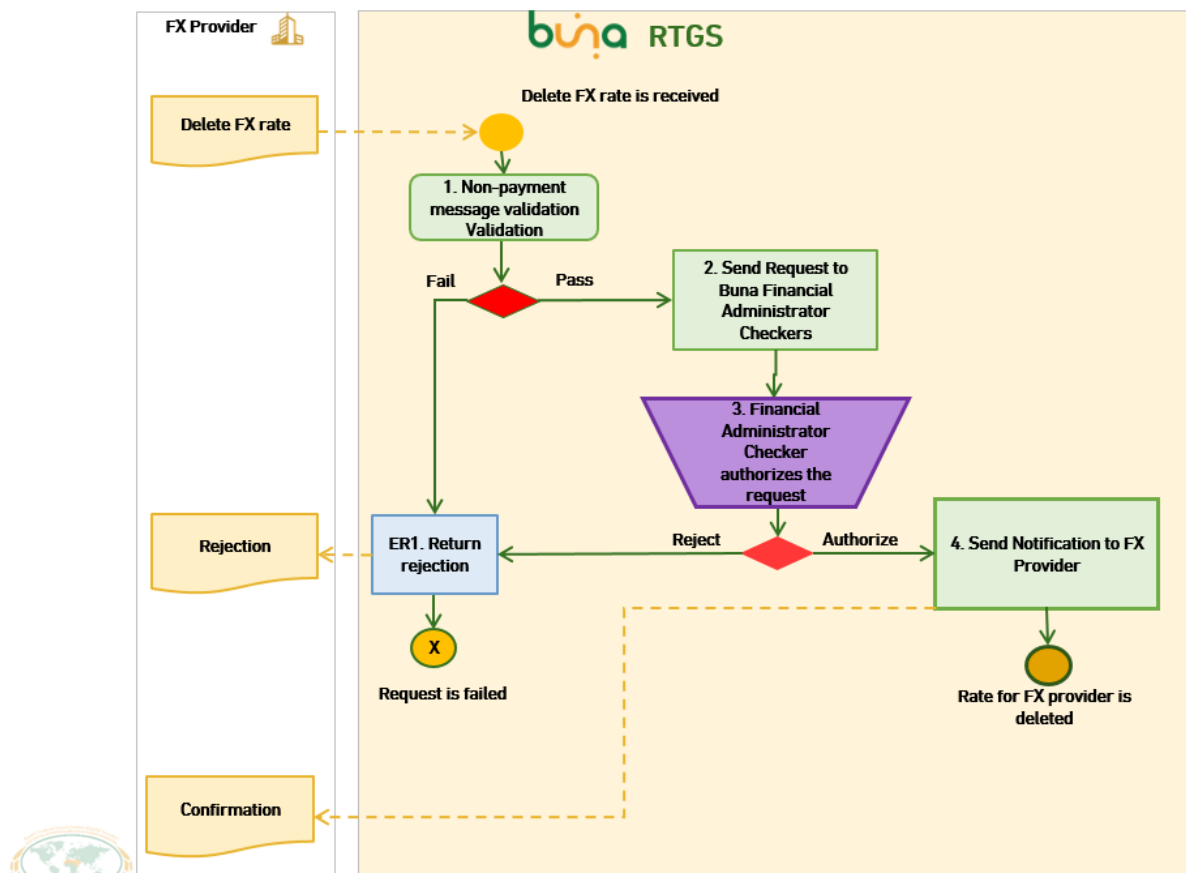 FX Provider
buna RTGS
Delete FX rate is received
Delete FX rate
1. Non-payment
message validation
Validation
Fail
Pass
2. Send Request to
Buna Financial
Administrator
Checkers
3. Financial
Administrator
Checker
authorizes the
request
Rejection
ER1. Return
rejection
Reject
Authorize
4. Send Notification to FX
Provider
X
Request is failed
Rate for FX provider is
deleted
Confirmation